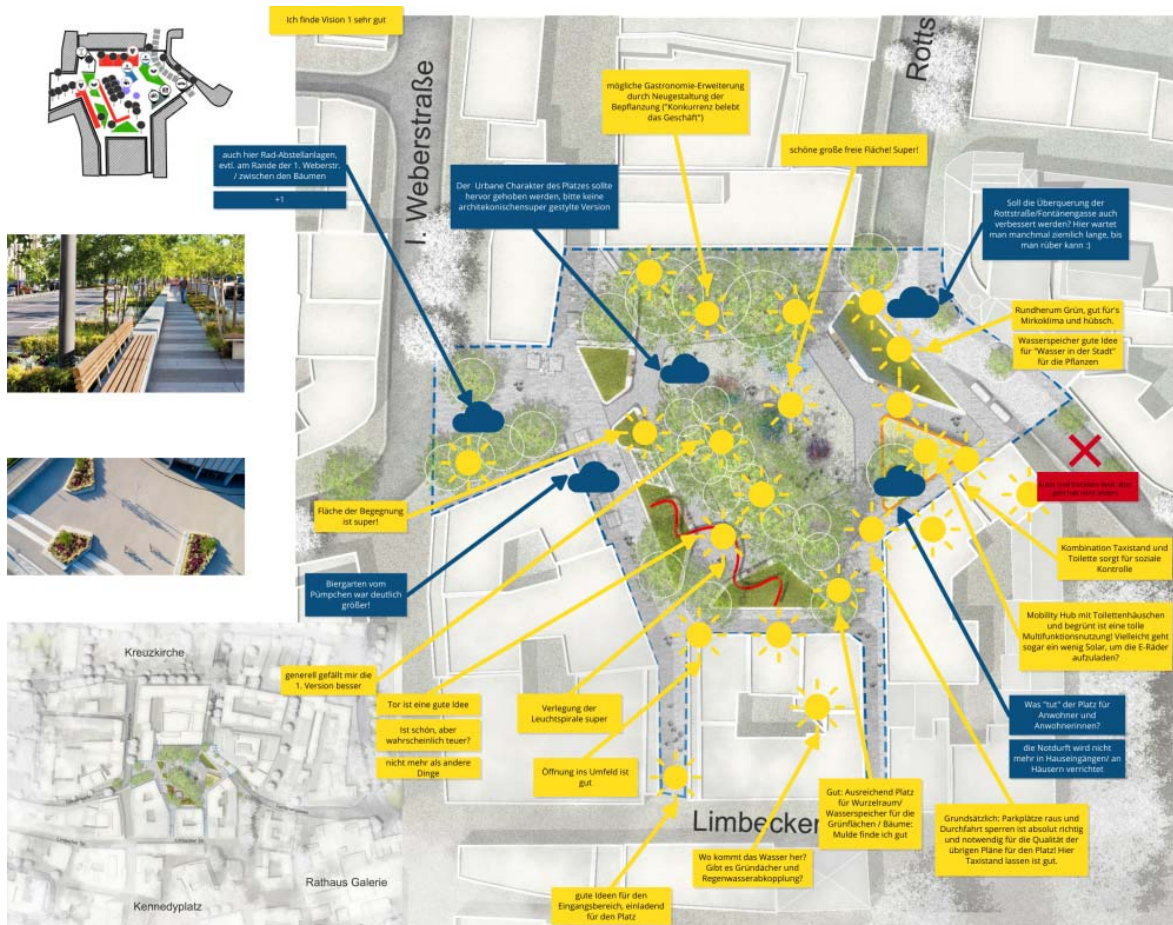 Ich finde Vision 1 sehr gut
I. Weberstraße
Rotts
mögliche Gastronomie-Erweiterung
durch Neugestaltung der
Bepflanzung ("Konkurrenz belebt
das Geschäft")
schöne große freie Fläche! Super!
auch hier Rad-Abstellanlagen,
evtl. am Rande der 1. Weberstr.
/ zwischen den Bäumen
+1
Der Urbane Charakter des Platzes sollte
hervor gehoben werden, bitte keine
architekonischensuper gestylte Version
Soll die Überquerung der
Rottstraße/Fontänengasse auch
verbessert werden? Hier wartet
man manchmal ziemlich lange, bis
man rüber kann :)
Rundherum Grün, gut für's
Mirkoklima und hübsch.
Wasserspeicher gute Idee
für "Wasser in der Stadt"
für die Pflanzen
Fläche der Begegnung
ist super!
Kombination Taxistand und
Toilette sorgt für soziale
Kontrolle
Biergarten vom
Pümpchen war deutlich
größer!
Mobility Hub mit Toilettenhäuschen
und begrünt ist eine tolle
Multifunktionsnutzung! Vielleicht geht
sogar ein wenig Solar, um die E-Räder
aufzuladen?
Kreuzkirche
generell gefällt mir die
1. Version besser
Tor ist eine gute Idee
Ist schön, aber
wahrscheinlich teuer?
nicht mehr als andere
Dinge
Verlegung der
Leuchtspirale super
Öffnung ins Umfeld ist
gut
Was "tut" der Platz für
Anwohner und
Anwohnerinnen?
die Notdurft wird nicht
mehr in Hauseingängen/ an
Häusern verrichtet
Limbecker
Gut: Ausreichend Platz
für Wurzelraum/
Wasserspeicher für die
Grünflächen / Bäume:
Mulde finde ich gut
Grundsätzlich: Parkplätze raus und
Durchfahrt sperren ist absolut richtig
und notwendig für die Qualität der
übrigen Pläne für den Platz! Hier
Taxistand lassen ist gut.
Wo kommt das Wasser her?
Gibt es Gründächer und
Regenwasserabkopplung?
Rathaus Galerie
Kennedyplatz
gute Ideen für den
Eingangsbereich, einladend
für den Platz